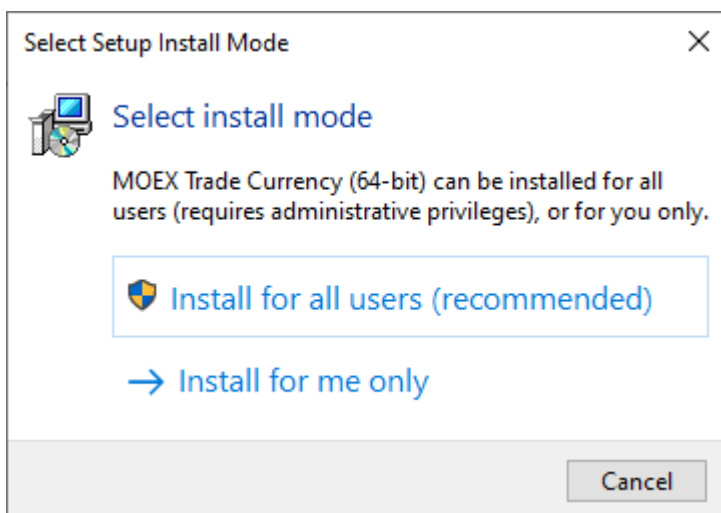 Select Setup Install Mode
Select install mode
MOEX Trade Currency (64-bit) can be installed for all
users (requires administrative privileges), or for you only.
Install for all users (recommended)
Install for me only
Cancel